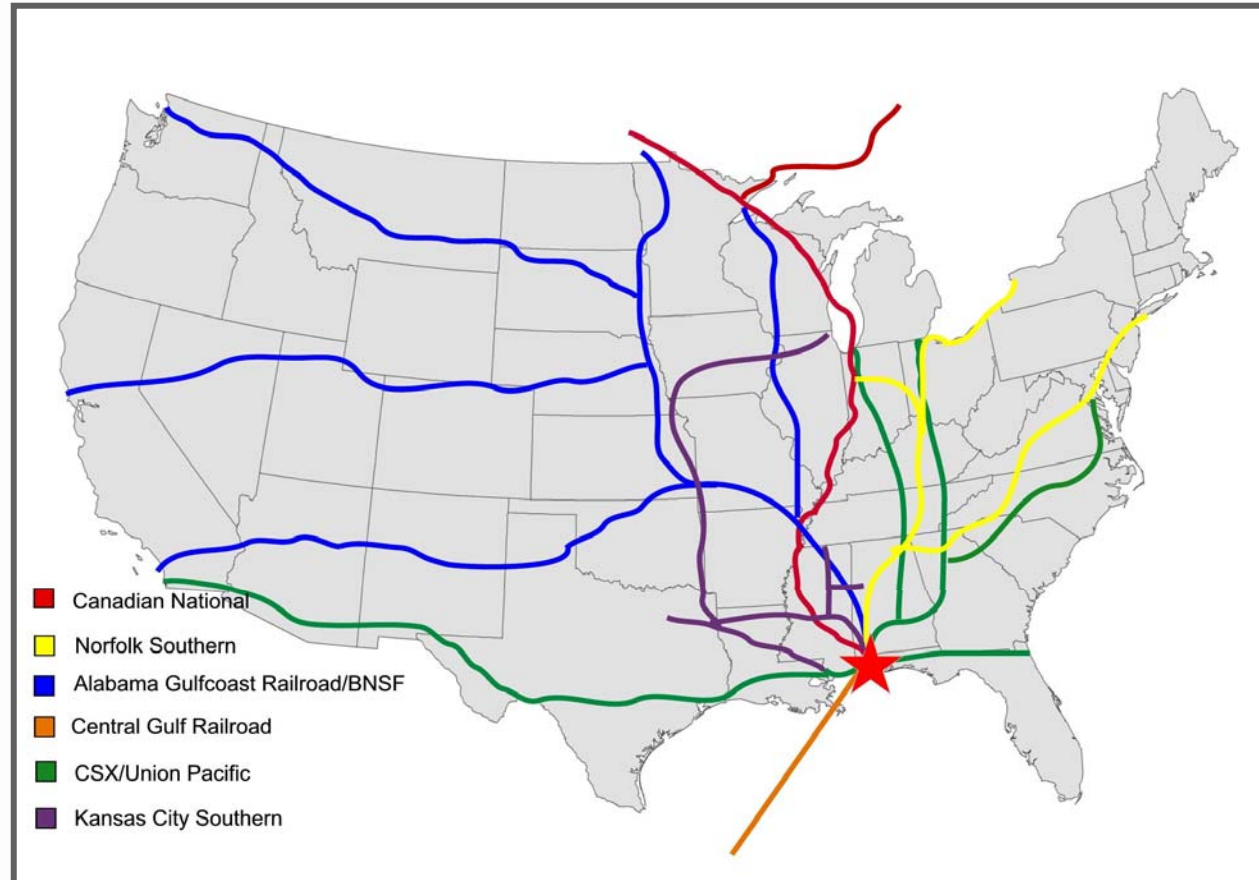 Canadian National
Norfolk Southern
Alabama Gulfcoast Railroad/BNSF
Central Gulf Railroad
CSX/Union Pacific
Kansas City Southern